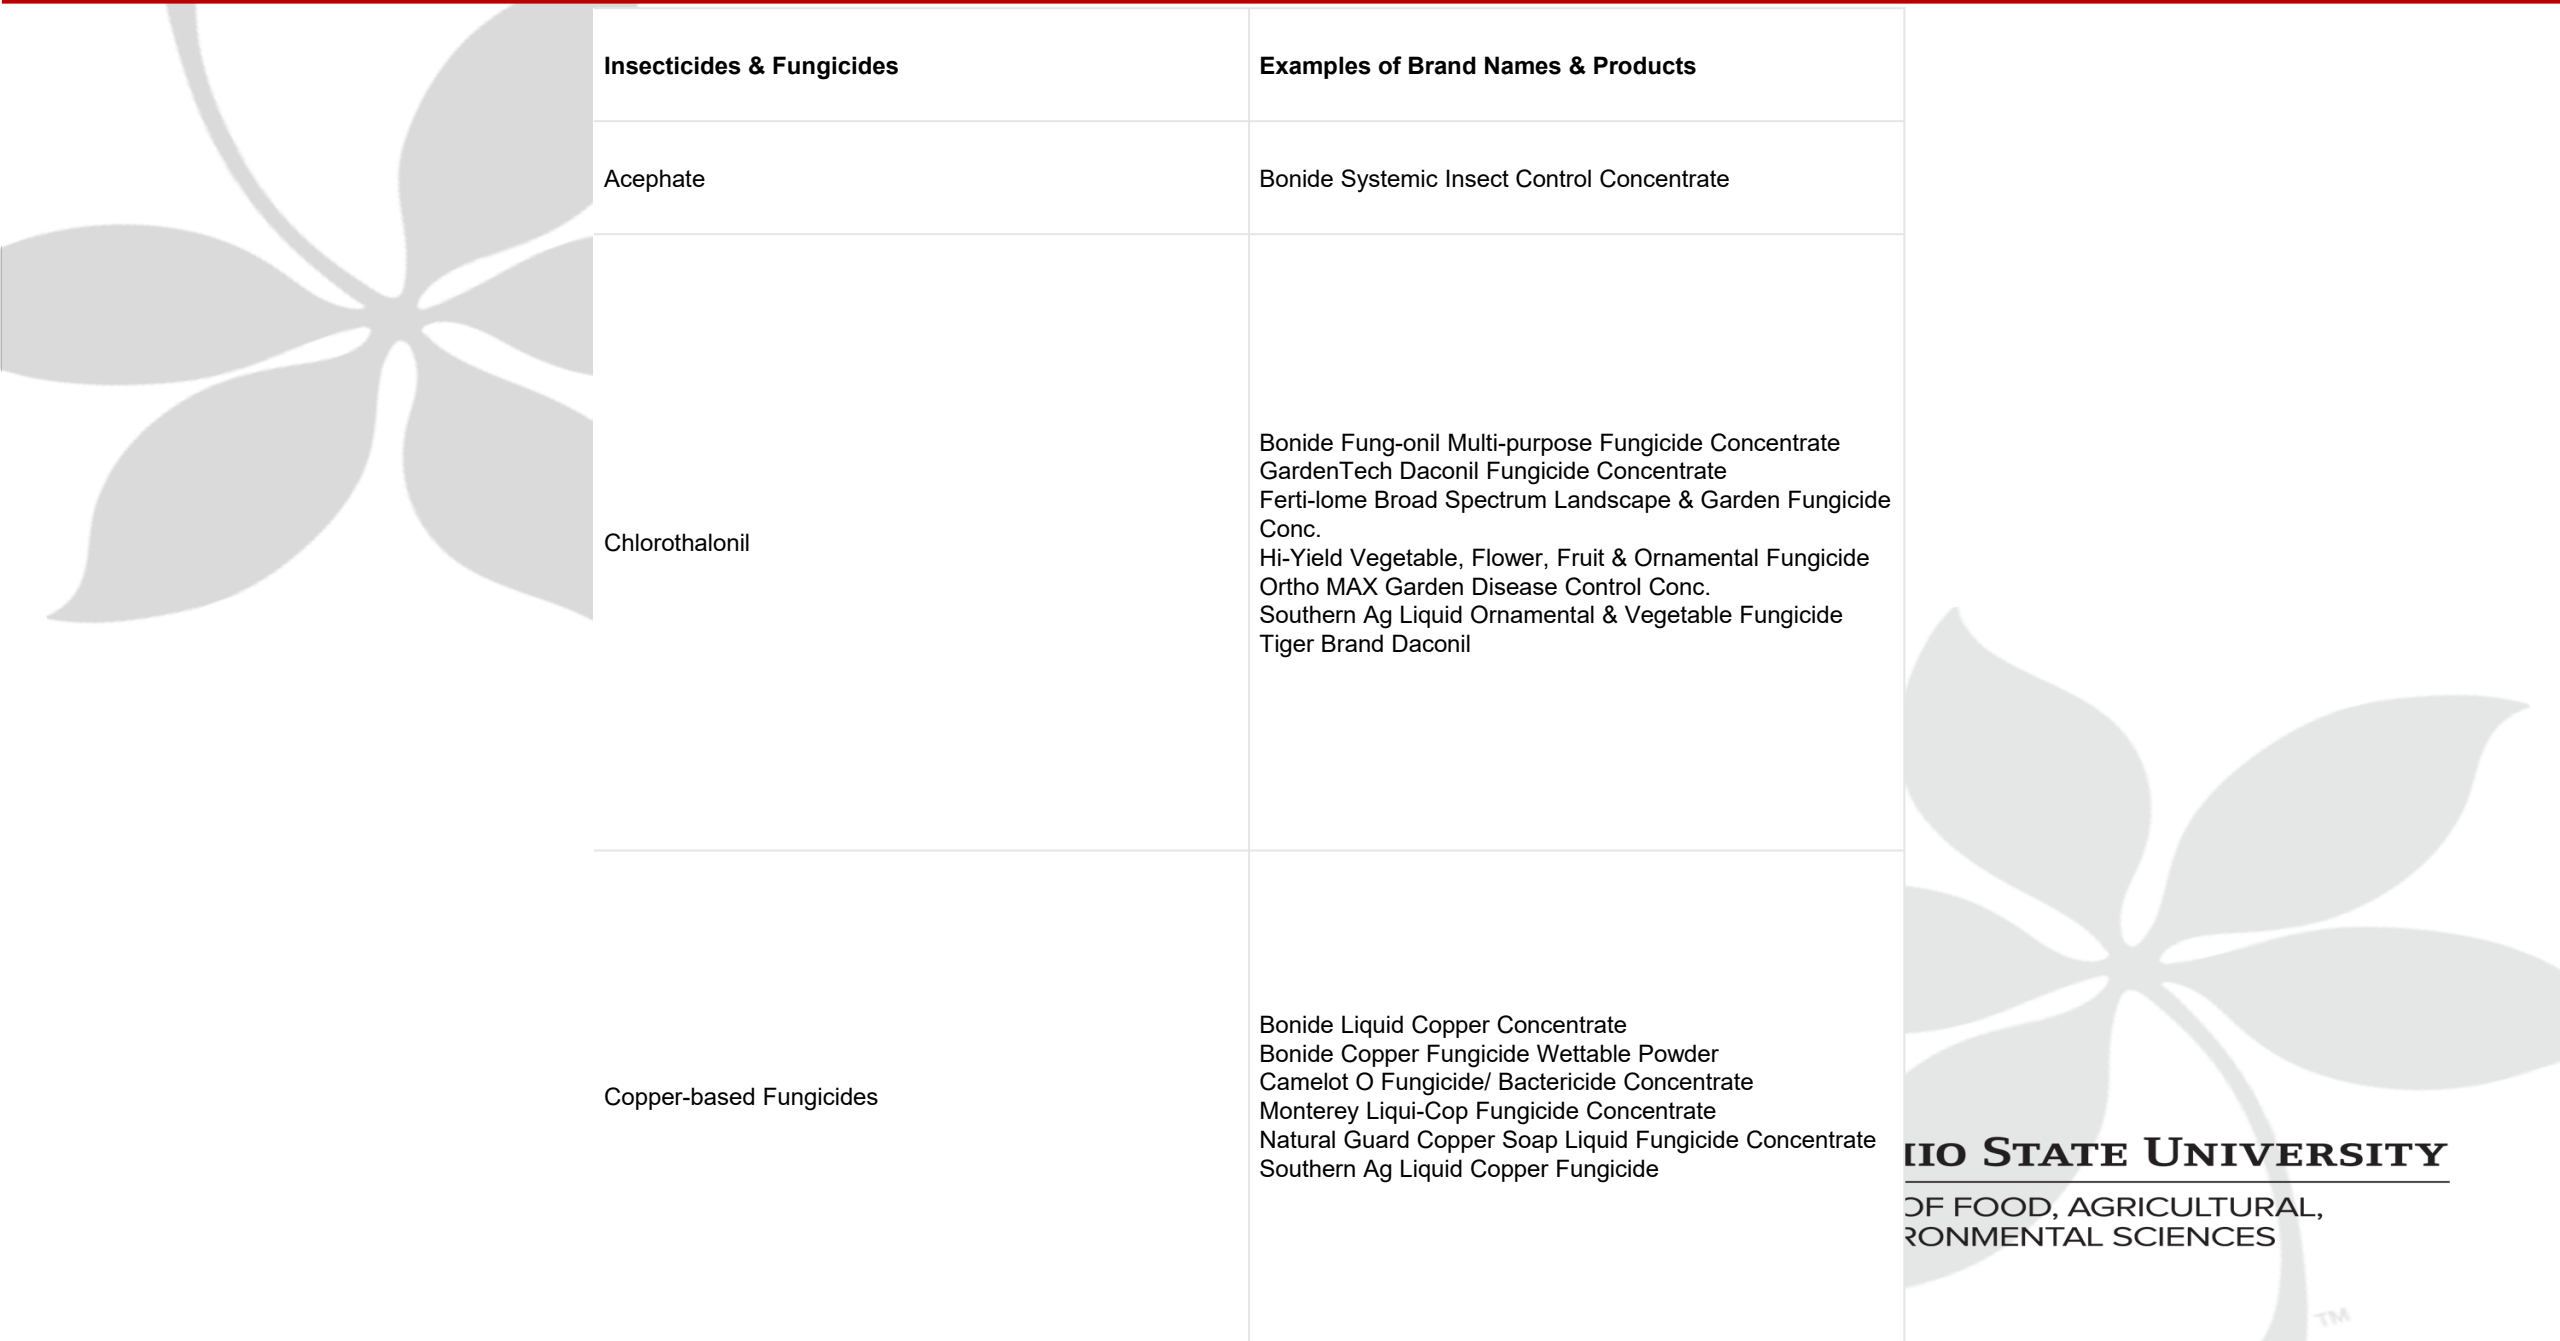 Insecticides & Fungicides
Examples of Brand Names & Products
Acephate
Bonide Systemic Insect Control Concentrate
Chlorothalonil
Bonide Fung-onil Multi-purpose Fungicide Concentrate
GardenTech Daconil Fungicide Concentrate
Ferti-lome Broad Spectrum Landscape & Garden Fungicide
Conc.
Hi-Yield Vegetable, Flower, Fruit & Ornamental Fungicide
Ortho MAX Garden Disease Control Conc.
Southern Ag Liquid Ornamental & Vegetable Fungicide
Tiger Brand Daconil
Copper-based Fungicides
Bonide Liquid Copper Concentrate
Bonide Copper Fungicide Wettable Powder
Camelot O Fungicide/ Bactericide Concentrate
Monterey Liqui-Cop Fungicide Concentrate
Natural Guard Copper Soap Liquid Fungicide Concentrate
Southern Ag Liquid Copper Fungicide
STATE UNIVERSITY
OF FOOD, AGRICULTURAL,
RONMENTAL SCIENCES
TM